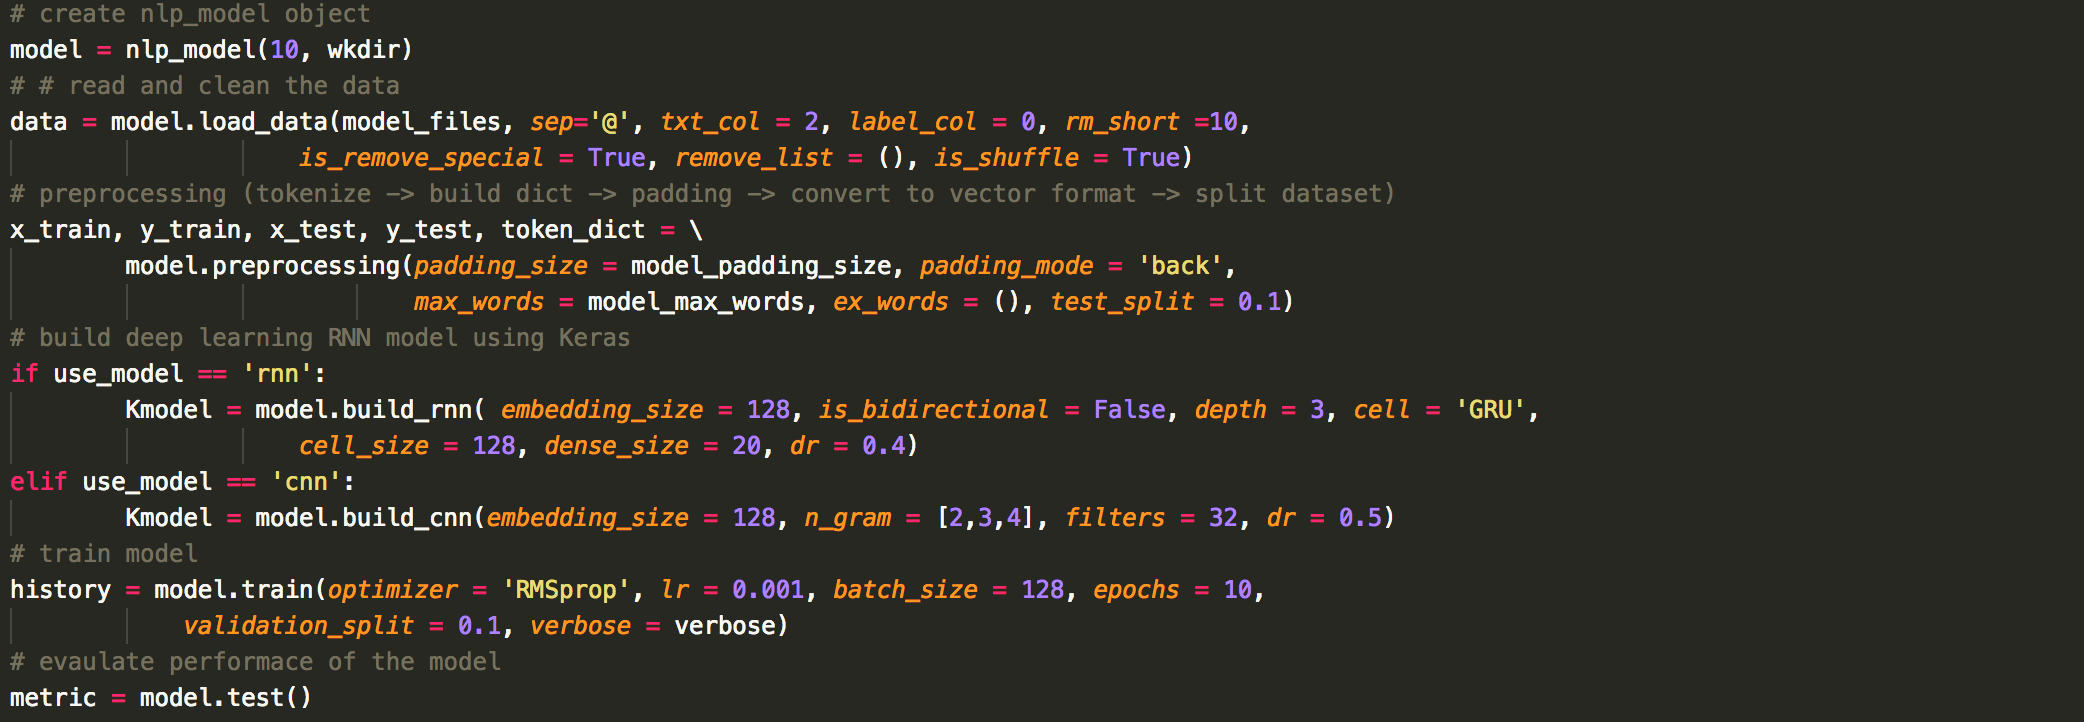 # create nlp_model object
model = nlp_model(10, wkdir)
# # read and clean the data
data = model.load_data(model_files, sep='@', txt_col = 2, label_col = 0, rm_short =10,
is_remove_special = True, remove_list = (), is_shuffle = True)
# preprocessing (tokenize -> build dict -> padding -> convert to vector format -> split dataset)
x_train, y_train, x_test, y_test, token_dict = \
model.preprocessing(padding_size = model_padding_size, padding_mode = 'back',
max_words = model_max_words, ex_words = (), test_split = 0.1)
# build deep learning RNN model using Keras
if use_model == 'rnn':
Kmodel = model.build_rnn( embedding_size = 128, is_bidirectional = False, depth = 3, cell = 'GRU',
cell_size = 128, dense_size = 20, dr = 0.4)
elif use_model == 'cnn':
Kmodel = model.build_cnn(embedding_size = 128, n_gram = [2,3,4], filters = 32, dr = 0.5)
# train model
history = model.train(optimizer = 'RMSprop', lr = 0.001, batch_size = 128, epochs = 10,
validation_split = 0.1, verbose = verbose)
# evaulate performace of the model
metric = model.test()